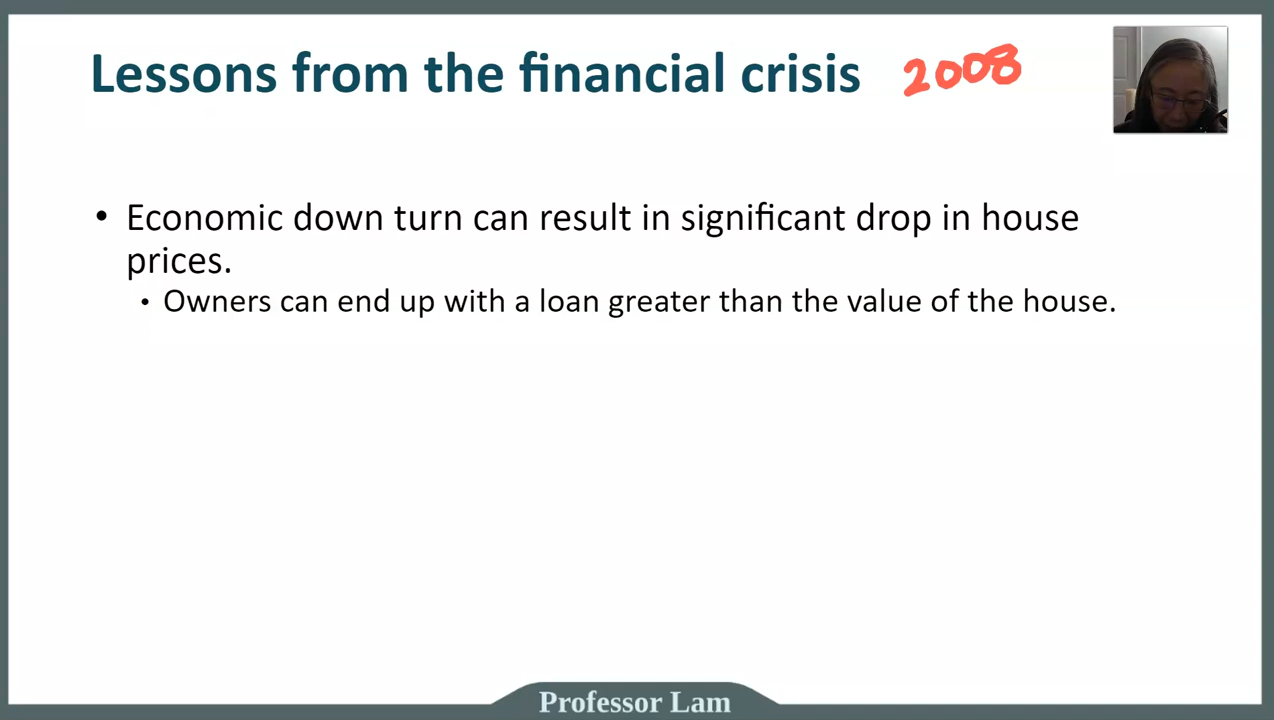 Lessons from the financial crisis 2008
• Economic down turn can result in significant drop in house
prices.
• Owners can end up with a loan greater than the value of the house.
Professor Lam